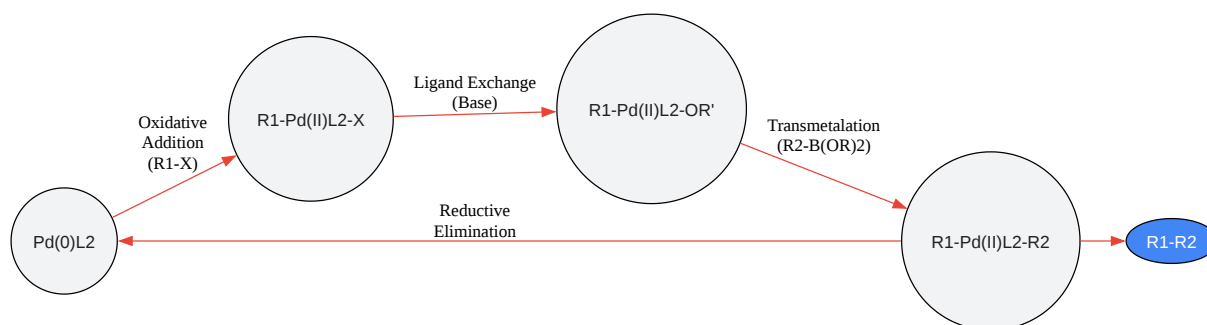 Pd(0)L2
Oxidative
Addition
(R1-X)
R1-Pd(II)L2-X
Ligand Exchange
(Base)
R1-Pd(II)L2-OR'
Transmetalation
(R2-B(OR)2)
R1-Pd(II)L2-R2
Reductive
Elimination
R1-R2